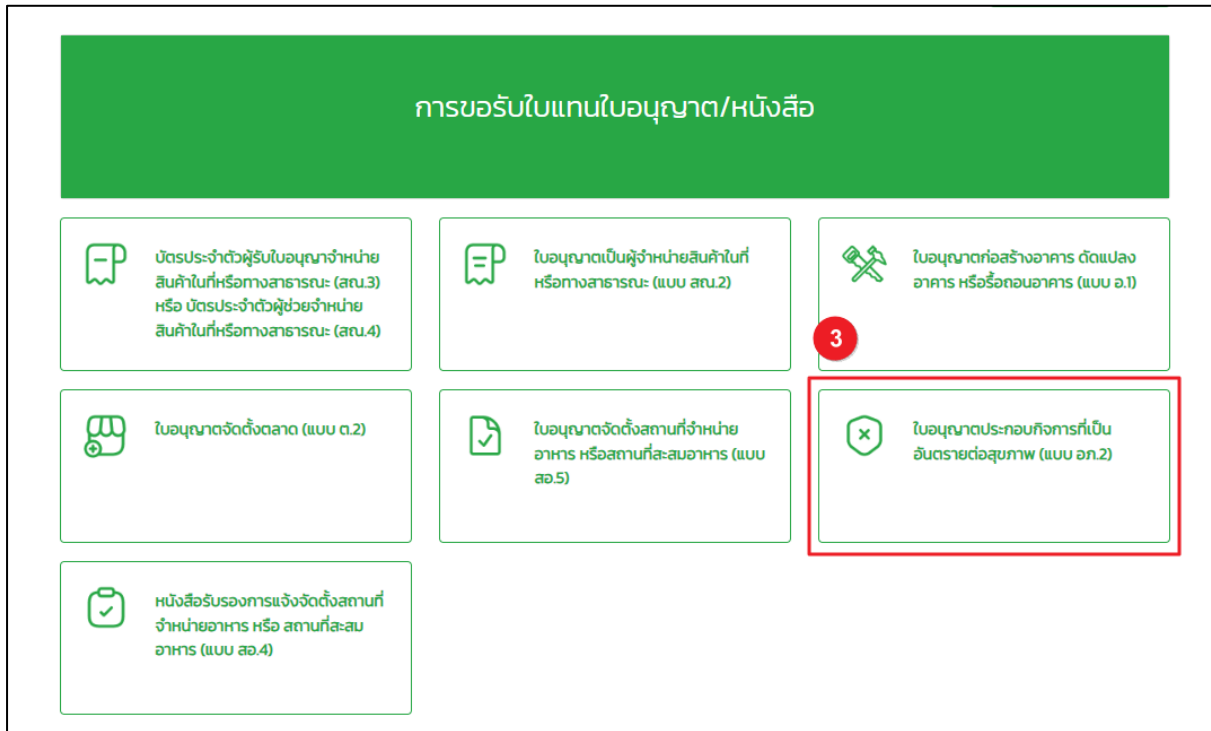 การขอรับใบแทนใบอนุญาต/หนังสือ
บัตรประจำตัวผู้รับใบอนุญาจำหน่าย
สินค้าในที่หรือทางสาธารณะ (สณ.3)
หรือ บัตรประจำตัวผู้ช่วยจำหน่าย
สินค้าในที่หรือทางสาธารณะ (สณ.4)
ใบอนุญาตเป็นผู้จำหน่ายสินค้าในที่
หรือทางสาธารณะ (แบบ สณ.2)
ใบอนุญาตก่อสร้างอาคาร ดัดแปลง
อาคาร หรือรื้อถอนอาคาร (แบบ อ.1)
3
ใบอนุญาตจัดตั้งตลาด (แบบ ต.2)
ใบอนุญาตจัดตั้งสถานที่จำหน่าย
อาหาร หรือสถานที่สะสมอาหาร (แบบ
สอ.5)
ใบอนุญาตประกอบกิจการที่เป็น
อันตรายต่อสุขภาพ (แบบ อภ.2)
หนังสือรับรองการแจ้งจัดตั้งสถานที่
จำหน่ายอาหาร หรือ สถานที่สะสม
อาหาร (แบบ สอ.4)